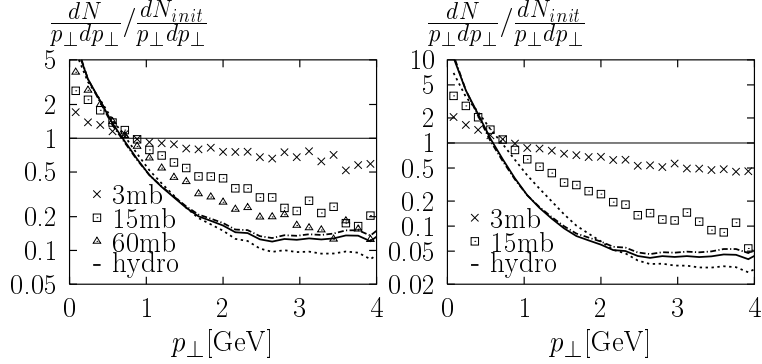 dN/p⊥dp⊥ / dN_init/p⊥dp⊥
5
2
1
0.5
0.2
0.1
0.05
3mb
15mb
60mb
hydro
0 1 2 3 4
p⊥[GeV]
dN/p⊥dp⊥ / dN_init/p⊥dp⊥
10
5
2
1
0.5
0.2
0.1
0.05
0.02
3mb
15mb
hydro
0 1 2 3 4
p⊥[GeV]